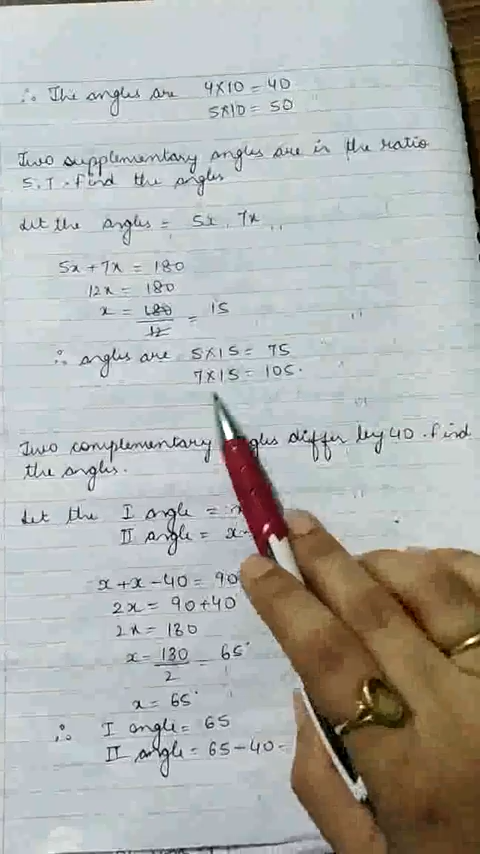 ∴ The angles are 4×10 = 40
5×10 = 50
Two supplementary angles are in the ratio
5:7. Find the angles
Let the angles = 5x, 7x
5x + 7x = 180
12x = 180
x = 180/12 = 15
∴ angles are 5×15 = 75
7×15 = 105.
Two complementary differ by 40. Find
the angles.
Let the I angle =
II angle = x-
x + x - 40 = 90°
2x = 90+40
2x = 130
x = 130/2 = 65°
x = 65°
∴ I angle = 65
II angle = 65 - 40 =